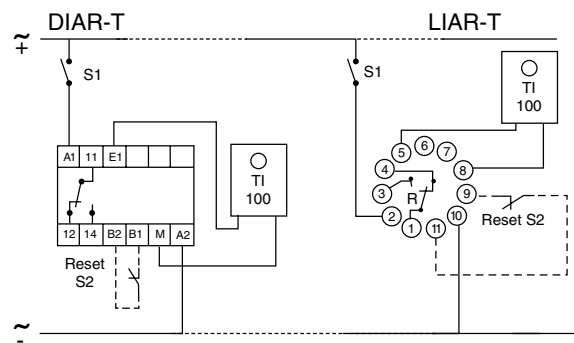 DIAR-T LIAR-T
~
+
S1 S1
TI
100
5 6 7
A1 11 E1
TI
100
4 8
3 R 9
2 1 11 10
Reset S2
12 14 B2 B1 M A2
Reset
S2
~
-